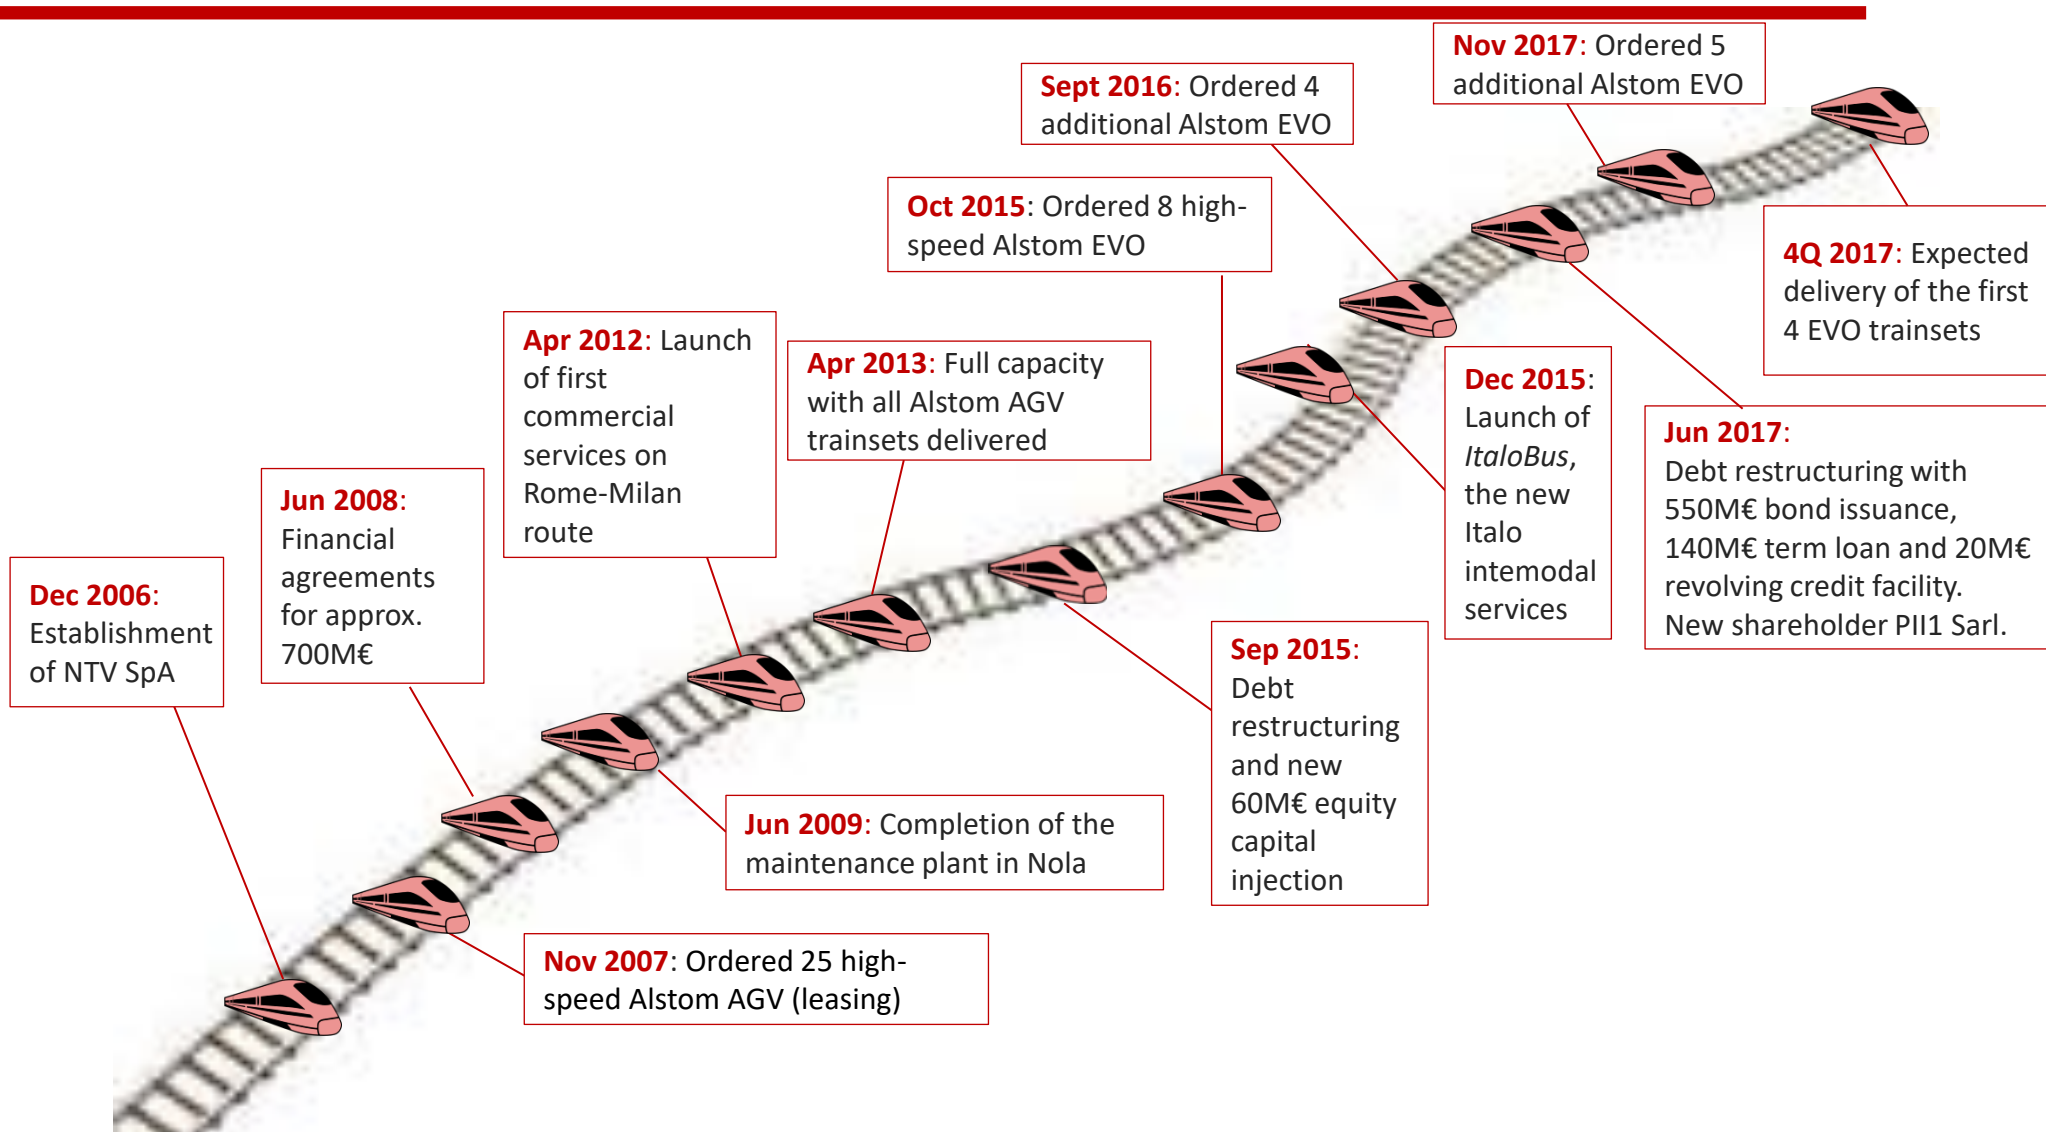 Nov 2017: Ordered 5
additional Alstom EVO
Sept 2016: Ordered 4
additional Alstom EVO
Oct 2015: Ordered 8 high-
speed Alstom EVO
4Q 2017: Expected
delivery of the first
4 EVO trainsets
Apr 2012: Launch
of first
commercial
services on
Rome-Milan
route
Apr 2013: Full capacity
with all Alstom AGV
trainsets delivered
Dec 2015:
Launch of
ItaloBus,
the new
Italo
intemodal
services
Jun 2017:
Debt restructuring with
550M€ bond issuance,
140M€ term loan and 20M€
revolving credit facility.
New shareholder PII1 Sarl.
Jun 2008:
Financial
agreements
for approx.
700M€
Dec 2006:
Establishment
of NTV SpA
Sep 2015:
Debt
restructuring
and new
60M€ equity
capital
injection
Jun 2009: Completion of the
maintenance plant in Nola
Nov 2007: Ordered 25 high-
speed Alstom AGV (leasing)